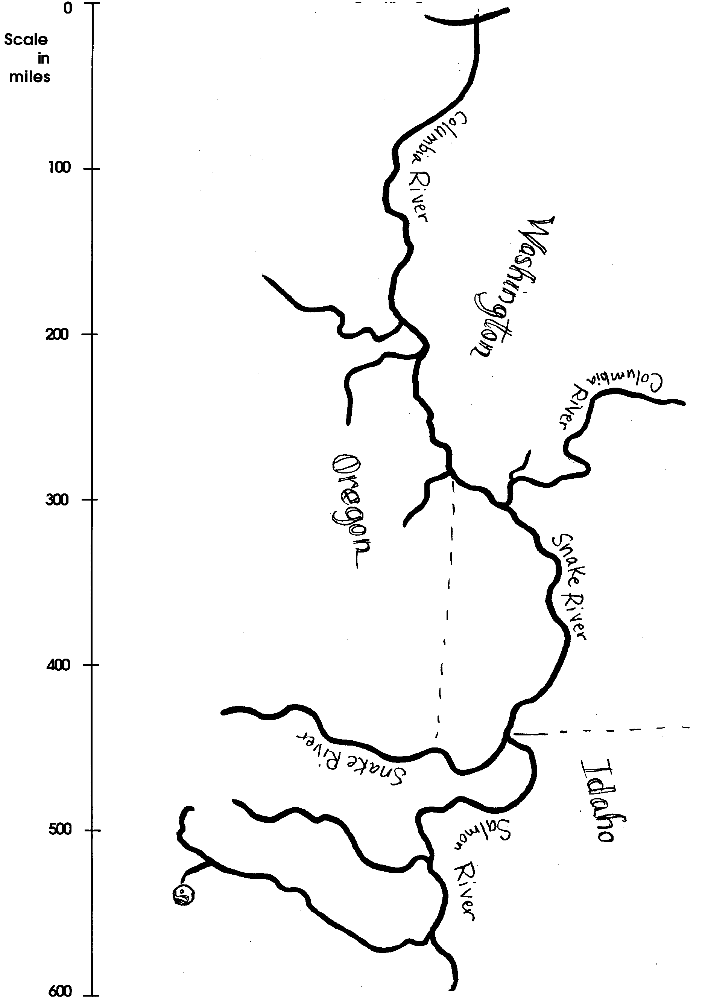 0
Scale
in
miles
Columbia River
100
Washington
200
Columbia River
Oregon
300
Snake River
400
Snake River
Idaho
Salmon River
500
600